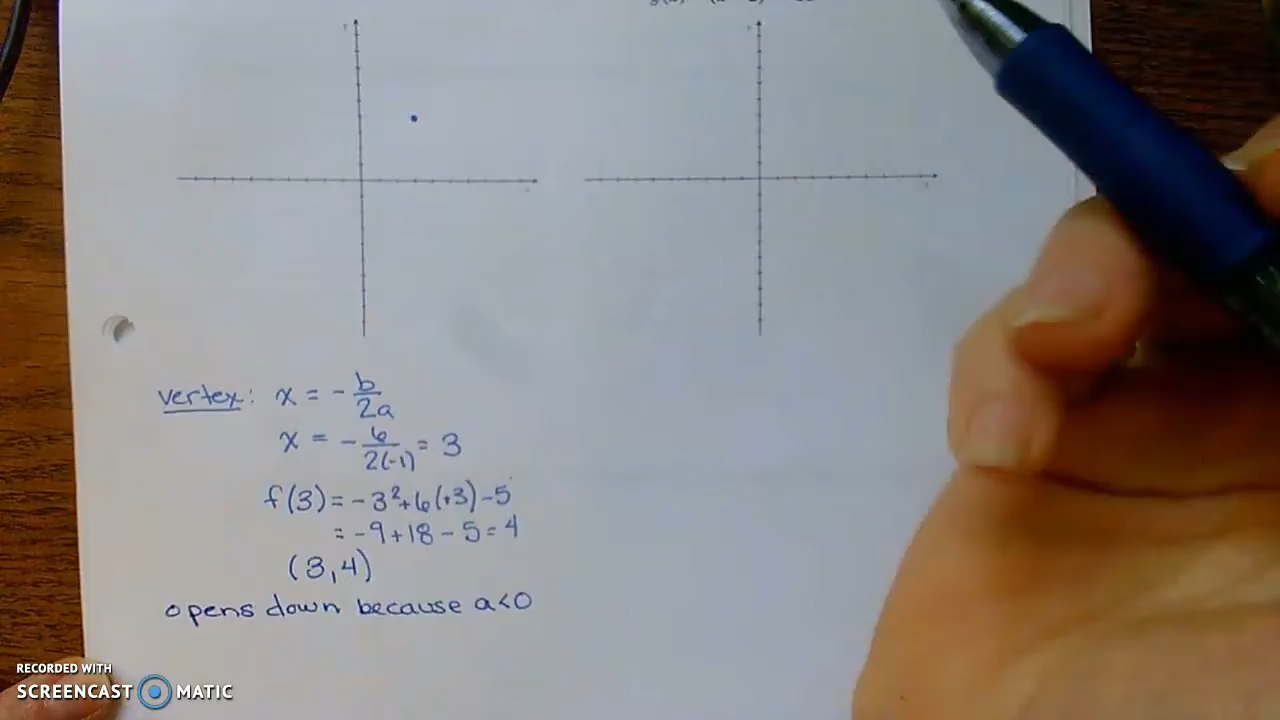 vertex: x = - b/2a
x = - 6/2(-1) = 3
f(3) = -3²+6(+3)-5
= -9+18-5=4
(3,4)
opens down because a<0
RECORDED WITH
SCREENCAST MATIC